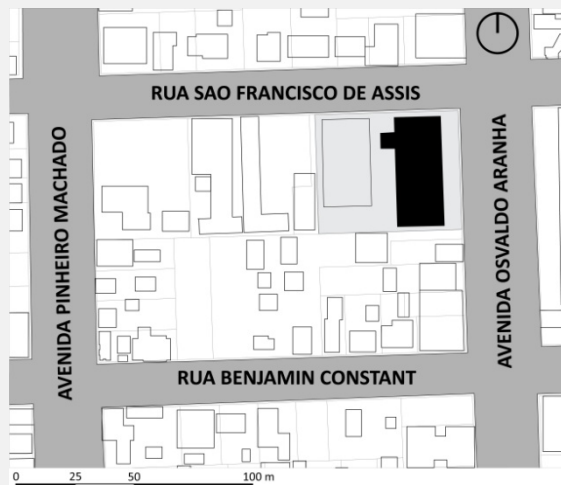 RUA SAO FRANCISCO DE ASSIS
AVENIDA PINHEIRO MACHADO
AVENIDA OSVALDO ARANHA
RUA BENJAMIN CONSTANT
0 25 50 100 m